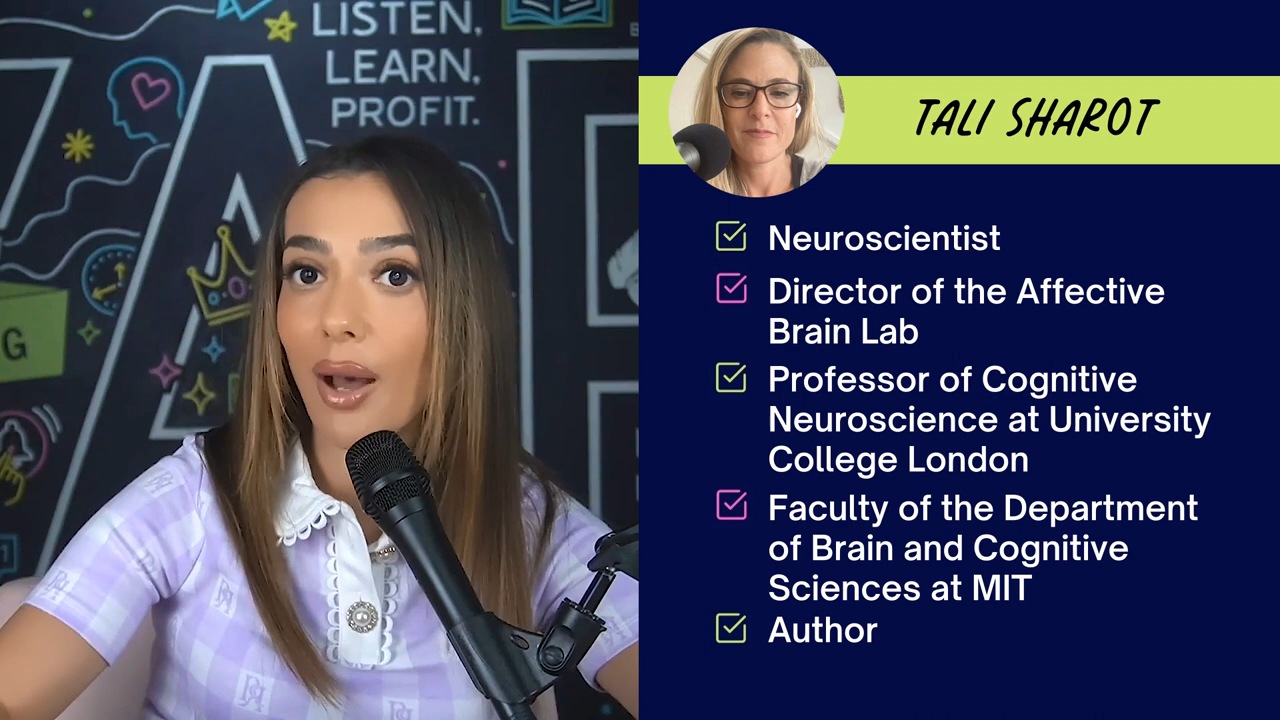 LISTEN,
LEARN,
PROFIT.
G
TALI SHAROT
Neuroscientist
Director of the Affective
Brain Lab
Professor of Cognitive
Neuroscience at University
College London
Faculty of the Department
of Brain and Cognitive
Sciences at MIT
Author